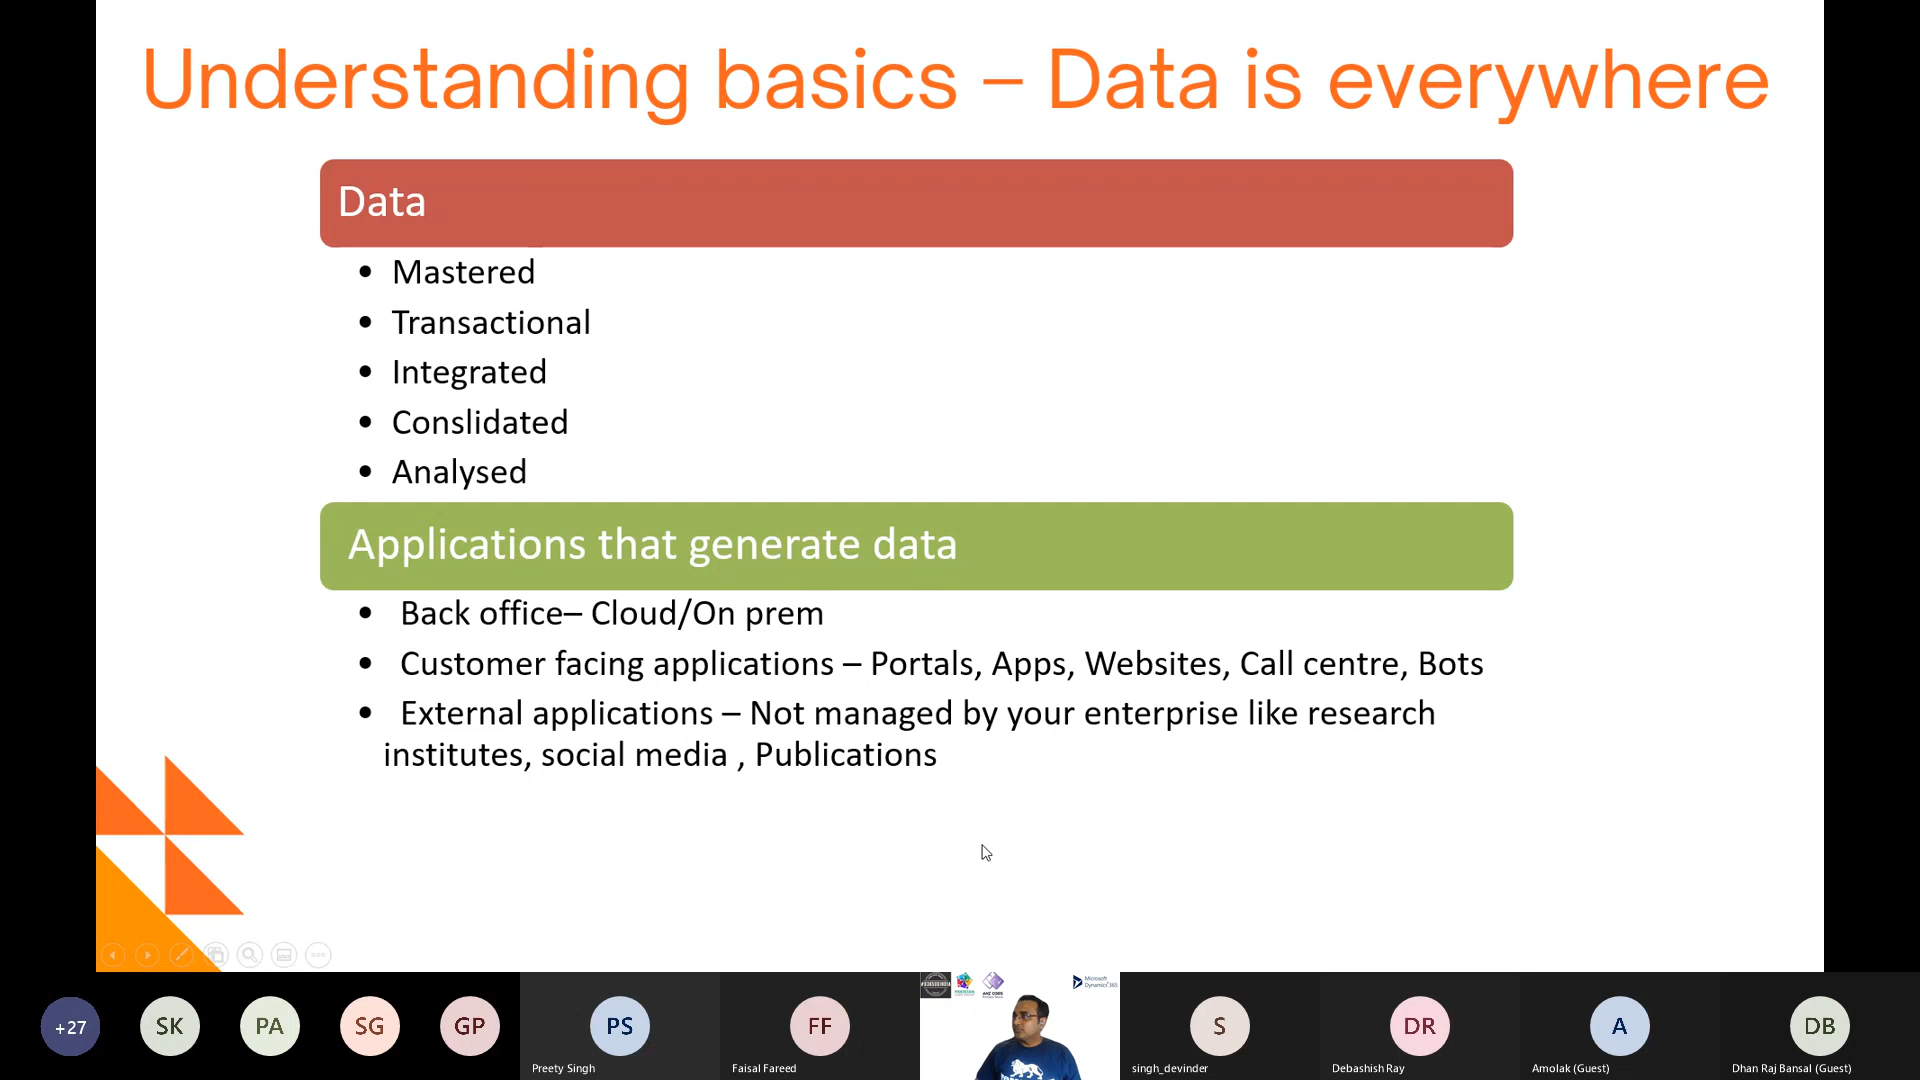 Understanding basics – Data is everywhere
Data
• Mastered
• Transactional
• Integrated
• Conslidated
• Analysed
Applications that generate data
• Back office– Cloud/On prem
• Customer facing applications – Portals, Apps, Websites, Call centre, Bots
• External applications – Not managed by your enterprise like research
institutes, social media , Publications
+27
SK
PA
SG
GP
PS
Preety Singh
FF
Faisal Fareed
Microsoft
Dynamics 365
S
singh_devinder
DR
Debashish Ray
A
Amolak (Guest)
DB
Dhan Raj Bansal (Guest)